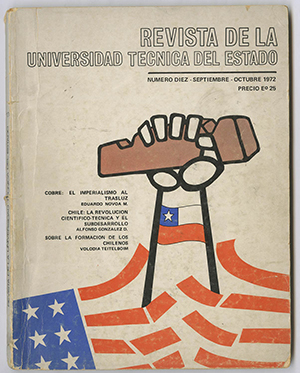 REVISTA DE LA
UNIVERSIDAD TECNICA DEL ESTADO
NUMERO DIEZ - SEPTIEMBRE - OCTUBRE 1972
PRECIO Eº 25
COBRE: EL IMPERIALISMO AL
TRASLUZ
EDUARDO NOVOA M.
CHILE: LA REVOLUCION
CIENTIFICO-TECNICA Y EL
SUBDESARROLLO
ALFONSO GONZALEZ D.
SOBRE LA FORMACION DE LOS
CHILENOS
VOLODIA TEITELBOIM